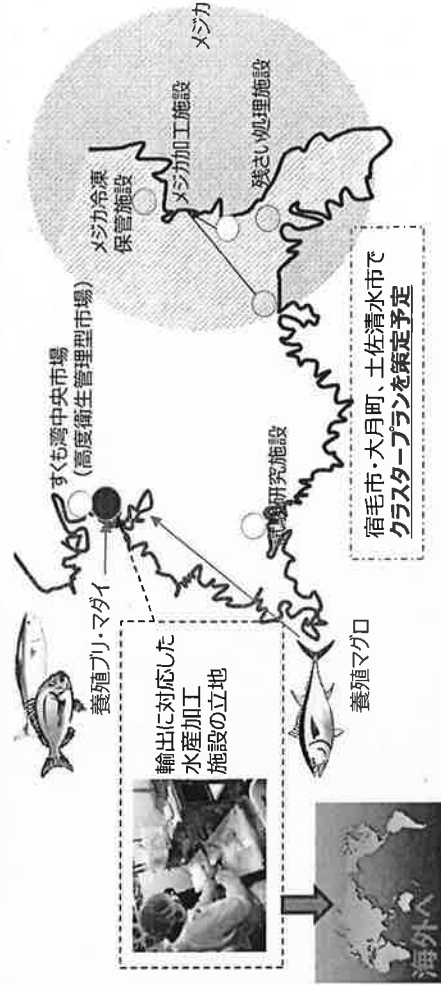 すくも湾中央市場
(高度衛生管理型市場)
養殖ブリ・マダイ
輸出に対応した
水産加工
施設の立地
海外へ
養殖マグロ
研究施設
メジカ冷凍
保管施設
メジカ加工施設
残さい処理施設
メジカ
宿毛市・大月町、土佐清水市で
クラスタープランを策定予定